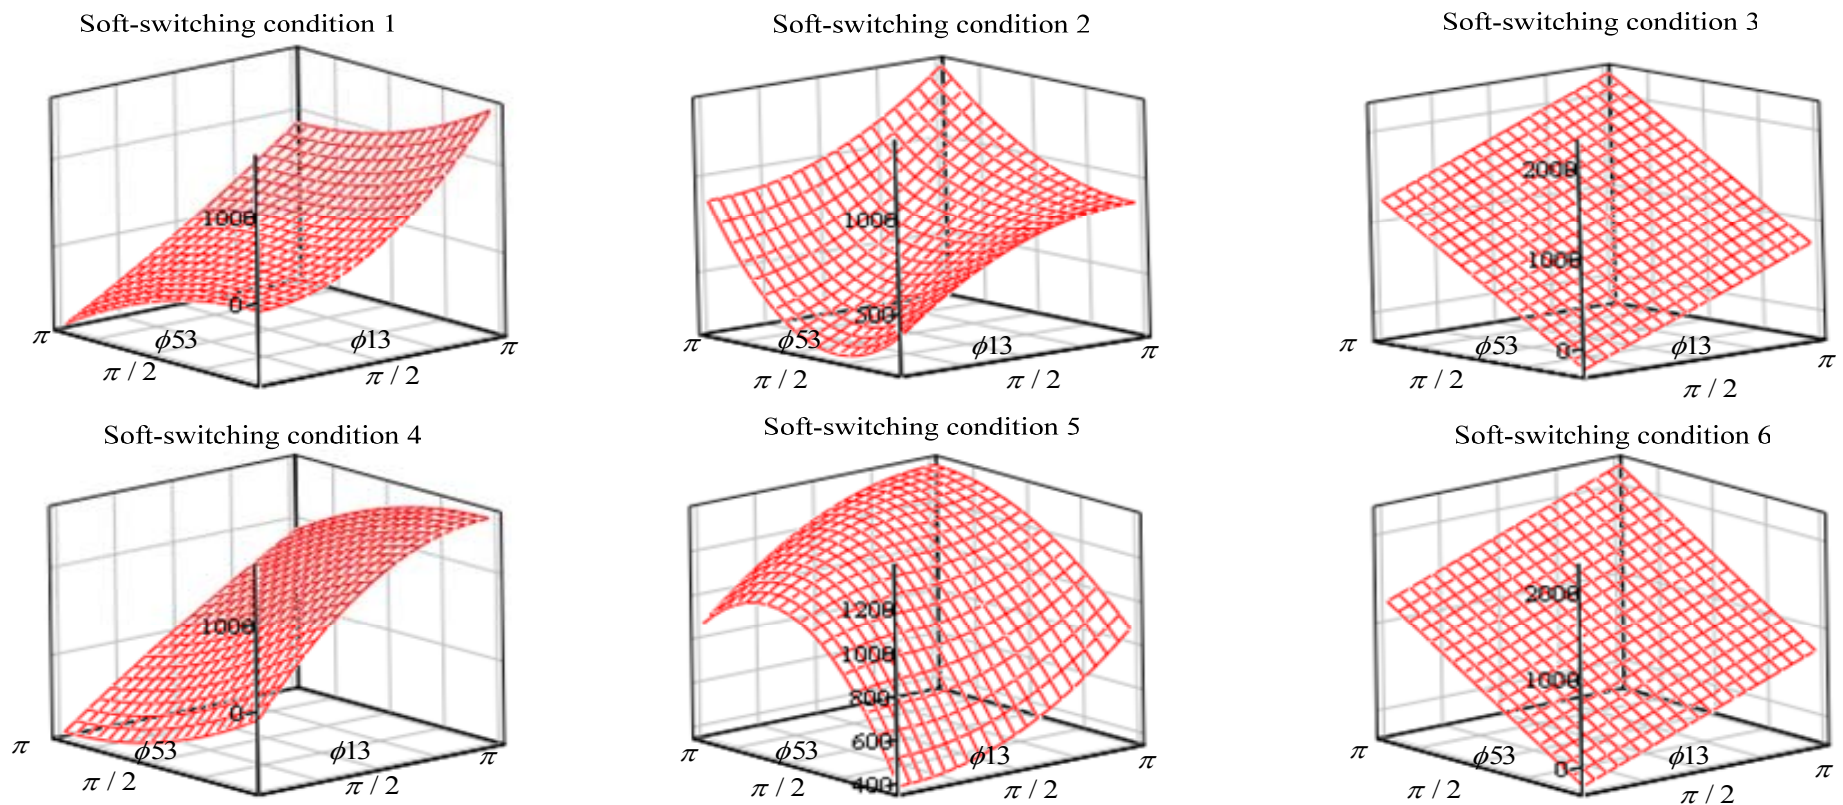 Soft-switching condition 1
1000
0
π
ϕ53
π / 2
ϕ13
π / 2
π
Soft-switching condition 2
1000
500
π
ϕ53
π / 2
ϕ13
π / 2
π
Soft-switching condition 3
2000
1000
0
π
ϕ53
π / 2
ϕ13
π / 2
π
Soft-switching condition 4
1000
0
π
ϕ53
π / 2
ϕ13
π / 2
π
Soft-switching condition 5
1200
1000
800
600
400
π
ϕ53
π / 2
ϕ13
π / 2
π
Soft-switching condition 6
2000
1000
0
π
ϕ53
π / 2
ϕ13
π / 2
π